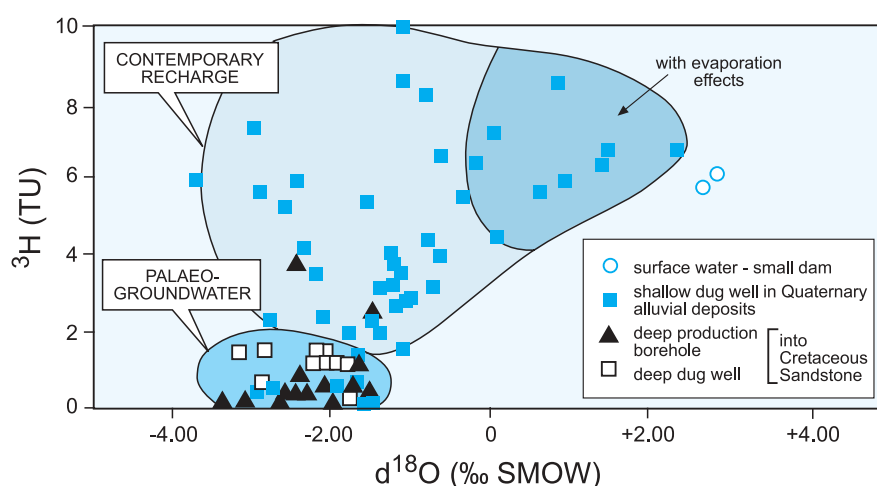 10
8
6
4
2
0
³H (TU)
CONTEMPORARY
RECHARGE
PALAEO-
GROUNDWATER
with evaporation
effects
surface water - small dam
shallow dug well in Quaternary
alluvial deposits
deep production
borehole
deep dug well
into
Cretaceous
Sandstone
-4.00
-2.00
0
+2.00
+4.00
d¹⁸O (‰ SMOW)